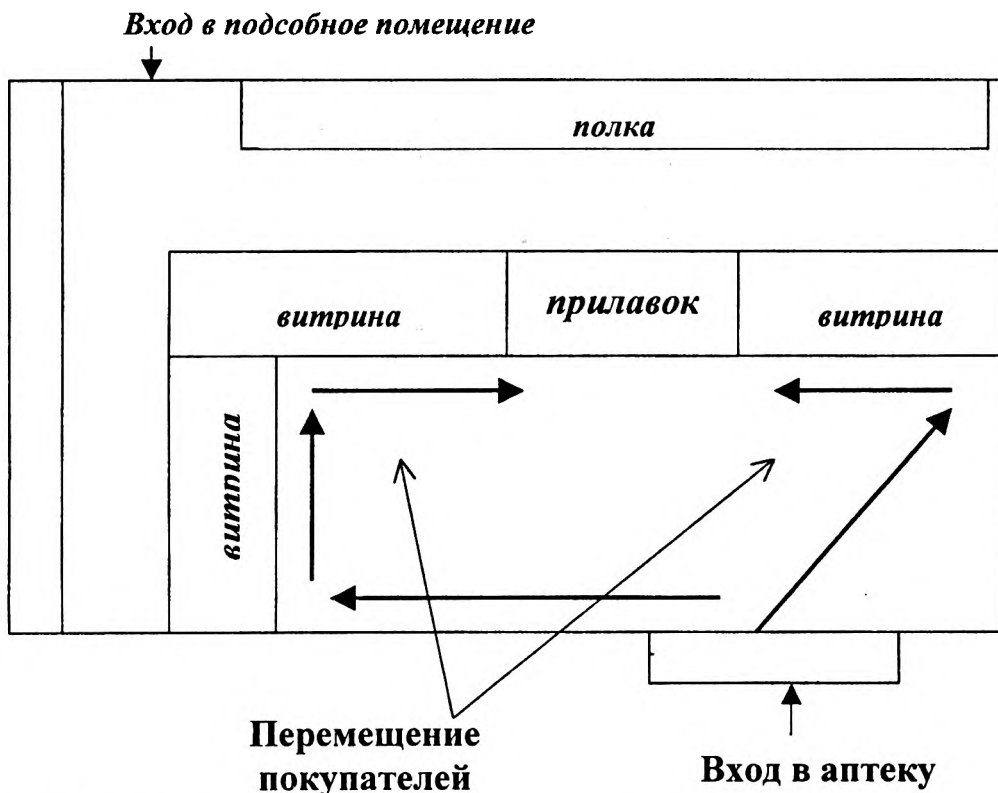 Вход в подсобное помещение
полка
витрина
прилавок
витрина
витрина
Перемещение
покупателей
Вход в аптеку